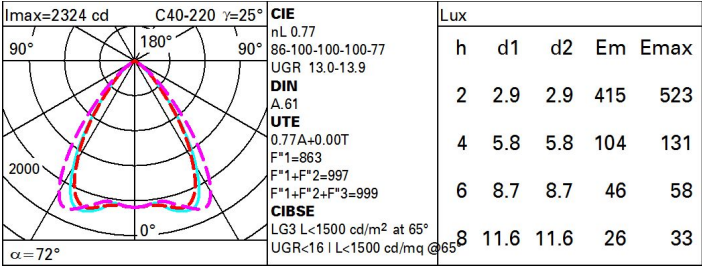 Imax=2324 cd C40-220 γ=25°
90° 180° 90°
2000
0°
α=72°
CIE
nL 0.77
86-100-100-100-77
UGR 13.0-13.9
DIN
A.61
UTE
0.77A+0.00T
F"1=863
F"1+F"2=997
F"1+F"2+F"3=999
CIBSE
LG3 L<1500 cd/m² at 65°
UGR<16 | L<1500 cd/mq @65°
Lux
h d1 d2 Em Emax
2 2.9 2.9 415 523
4 5.8 5.8 104 131
6 8.7 8.7 46 58
8 11.6 11.6 26 33